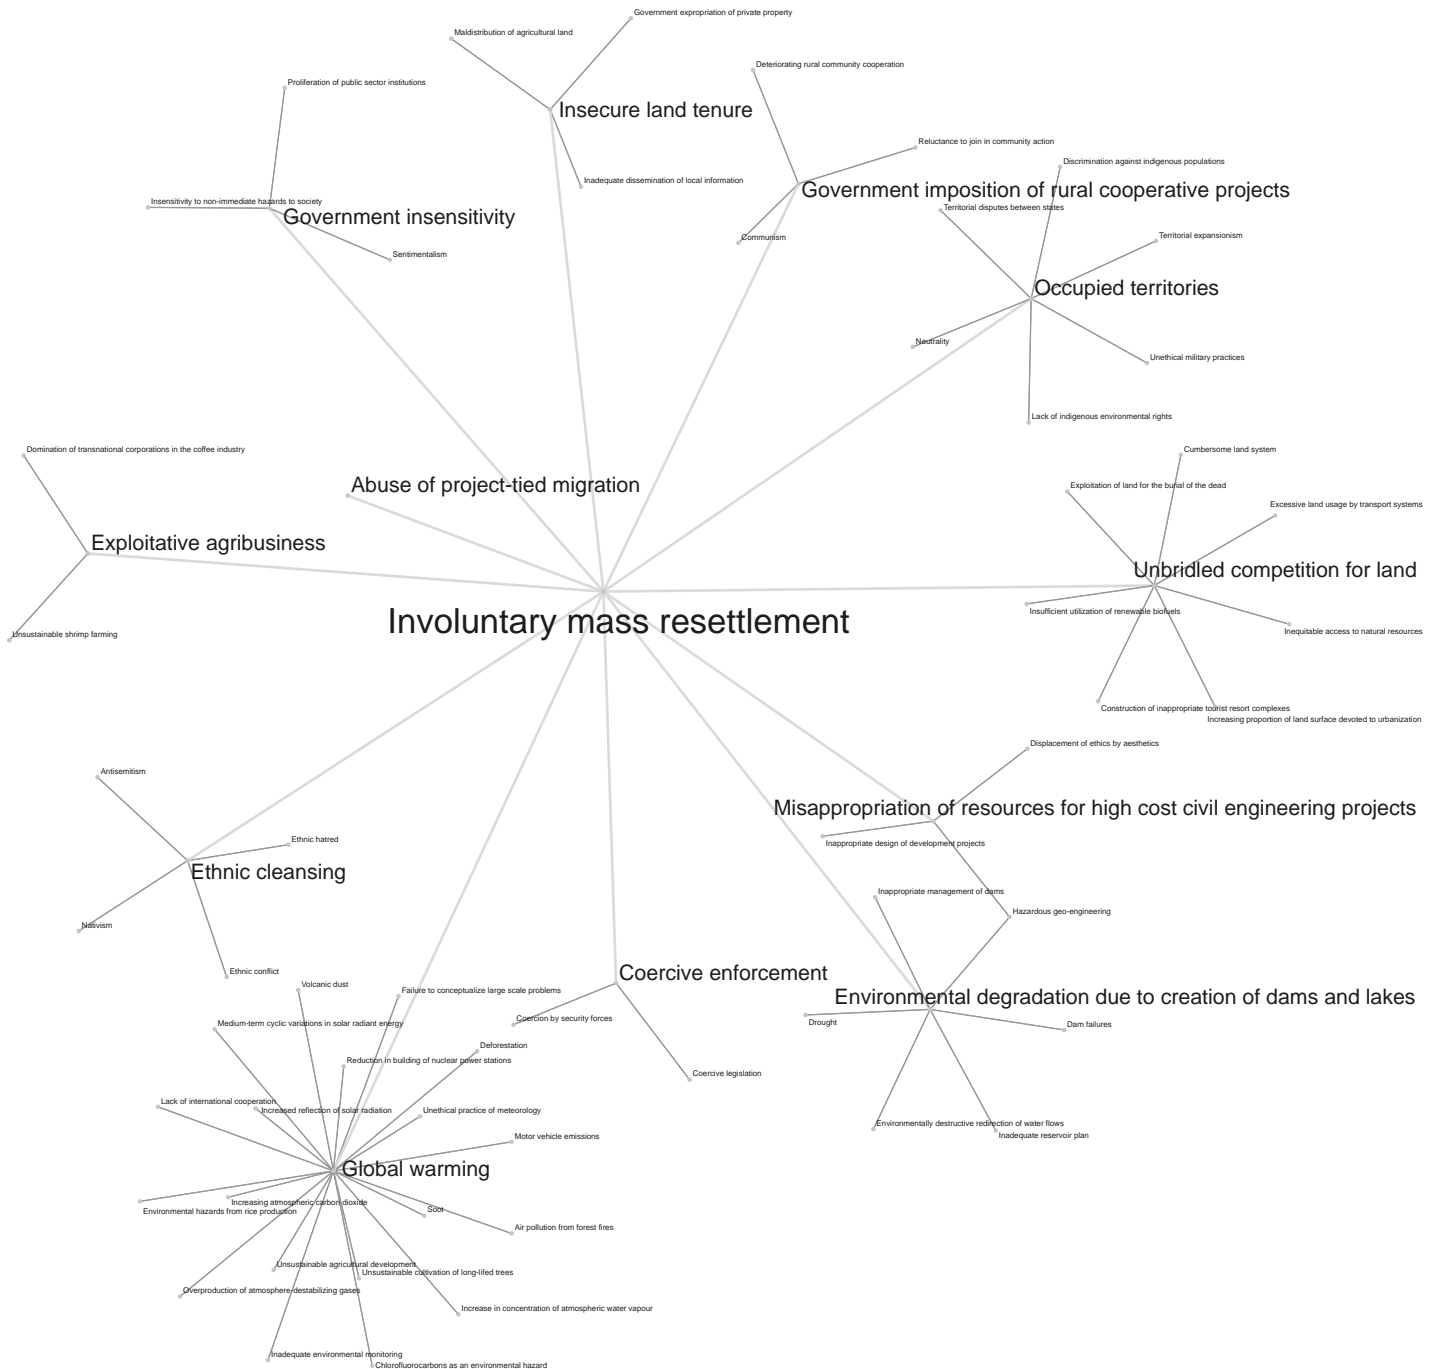 Government expropriation of private property
Maldistribution of agricultural land
Deteriorating rural community cooperation
Proliferation of public sector institutions
Insecure land tenure
Reluctance to join in community action
Discrimination against indigenous populations
Inadequate dissemination of local information
Government imposition of rural cooperative projects
Insensitivity to non-immediate hazards to society
Territorial disputes between states
Government insensitivity
Communism
Territorial expansionism
Sentimentalism
Occupied territories
Neutrality
Unethical military practices
Lack of indigenous environmental rights
Domination of transnational corporations in the coffee industry
Cumbersome land system
Abuse of project-tied migration
Exploitation of land for the burial of the dead
Excessive land usage by transport systems
Exploitative agribusiness
Unbridled competition for land
Insufficient utilization of renewable biofuels
Involuntary mass resettlement
Inequitable access to natural resources
Unsustainable shrimp farming
Construction of inappropriate tourist resort complexes
Increasing proportion of land surface devoted to urbanization
Displacement of ethics by aesthetics
Antisemitism
Misappropriation of resources for high cost civil engineering projects
Ethnic hatred
Inappropriate design of development projects
Ethnic cleansing
Inappropriate management of dams
Hazardous geo-engineering
Nativism
Ethnic conflict
Coercive enforcement
Volcanic dust
Failure to conceptualize large scale problems
Environmental degradation due to creation of dams and lakes
Coercion by security forces
Drought
Dam failures
Medium-term cyclic variations in solar radiant energy
Deforestation
Reduction in building of nuclear power stations
Coercive legislation
Lack of international cooperation
Increased reflection of solar radiation
Unethical practice of meteorology
Environmentally destructive redirection of water flows
Inadequate reservoir plan
Motor vehicle emissions
Global warming
Increasing atmospheric carbon dioxide
Environmental hazards from rice production
Soot
Air pollution from forest fires
Unsustainable agricultural development
Unsustainable cultivation of long-lifed trees
Overproduction of atmosphere-destabilizing gases
Increase in concentration of atmospheric water vapour
Inadequate environmental monitoring
Chlorofluorocarbons as an environmental hazard